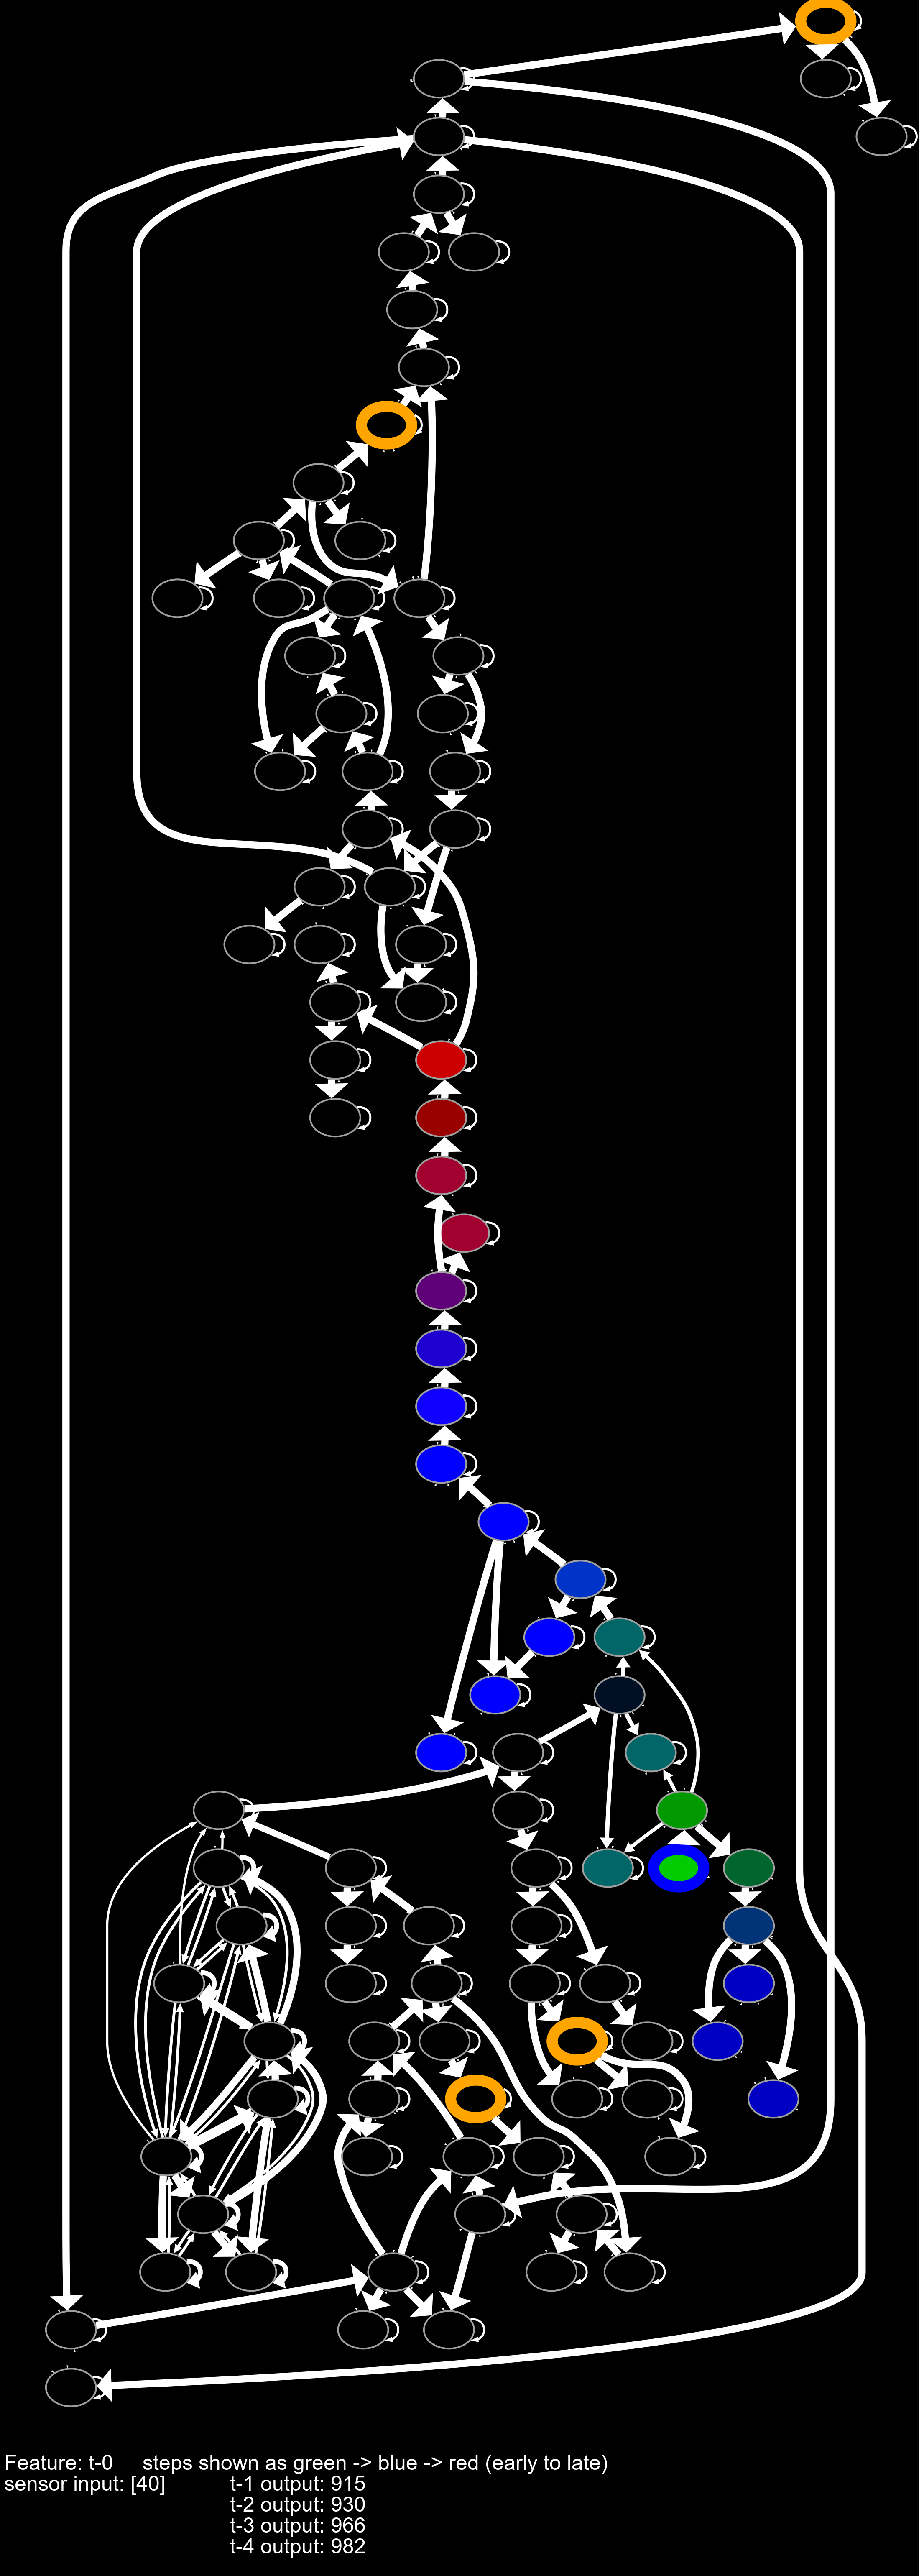 Feature: t-0 steps shown as green -> blue -> red (early to late)
sensor input: [40] t-1 output: 915
t-2 output: 930
t-3 output: 966
t-4 output: 982